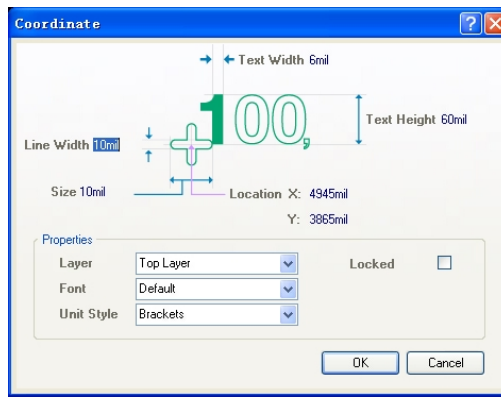 Coordinate
Text Width 6mil
100,
Text Height 60mil
Line Width 10mil
Size 10mil
Location X: 4945mil
Y: 3865mil
Properties
Layer Top Layer Locked
Font Default
Unit Style Brackets
OK Cancel